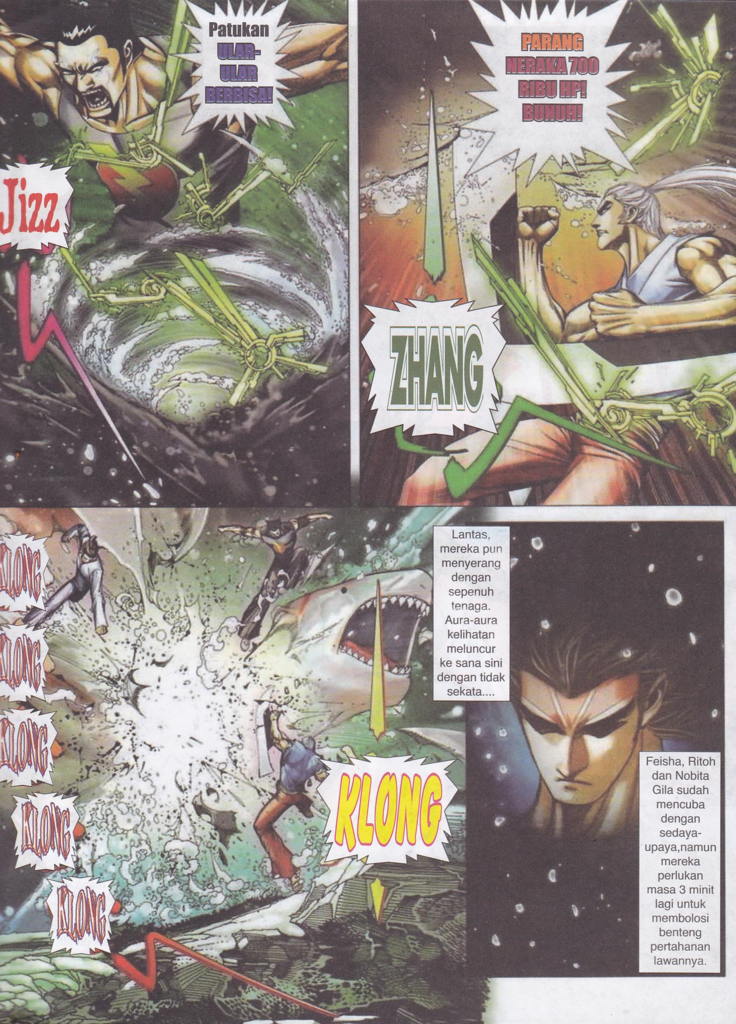 Patukan
ULAR-
ULAR
BERBISA!
Jizz
PARANG
NERAKA 700
RIBU HP!
BUNUH!
ZHANG
KLONG
KLONG
KLONG
KLONG
KLONG
KLONG
Lantas,
mereka pun
menyerang
dengan
sepenuh
tenaga.
Aura-aura
kelihatan
meluncur
ke sana sini
dengan tidak
sekata....
Feisha, Ritoh
dan Nobita
Gila sudah
mencuba
dengan
sedaya-
upaya,namun
mereka
perlukan
masa 3 minit
lagi untuk
membolosi
benteng
pertahanan
lawannya.